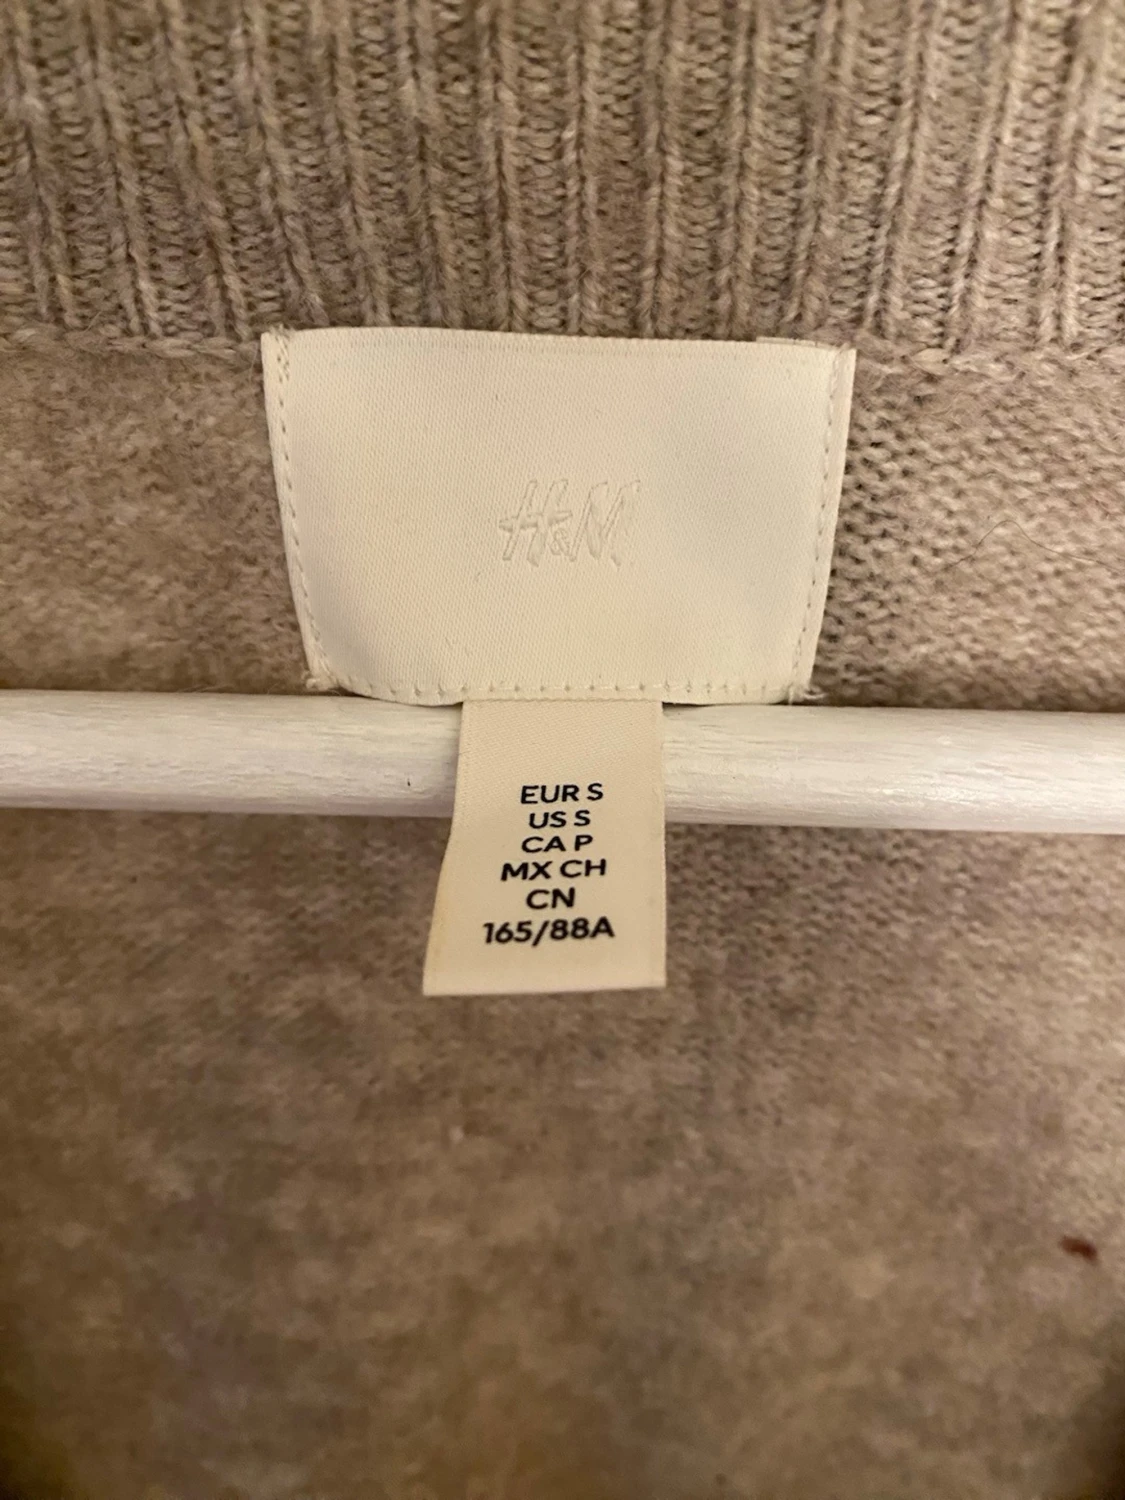 H&M
EUR S
US S
CA P
MX CH
CN
165/88A